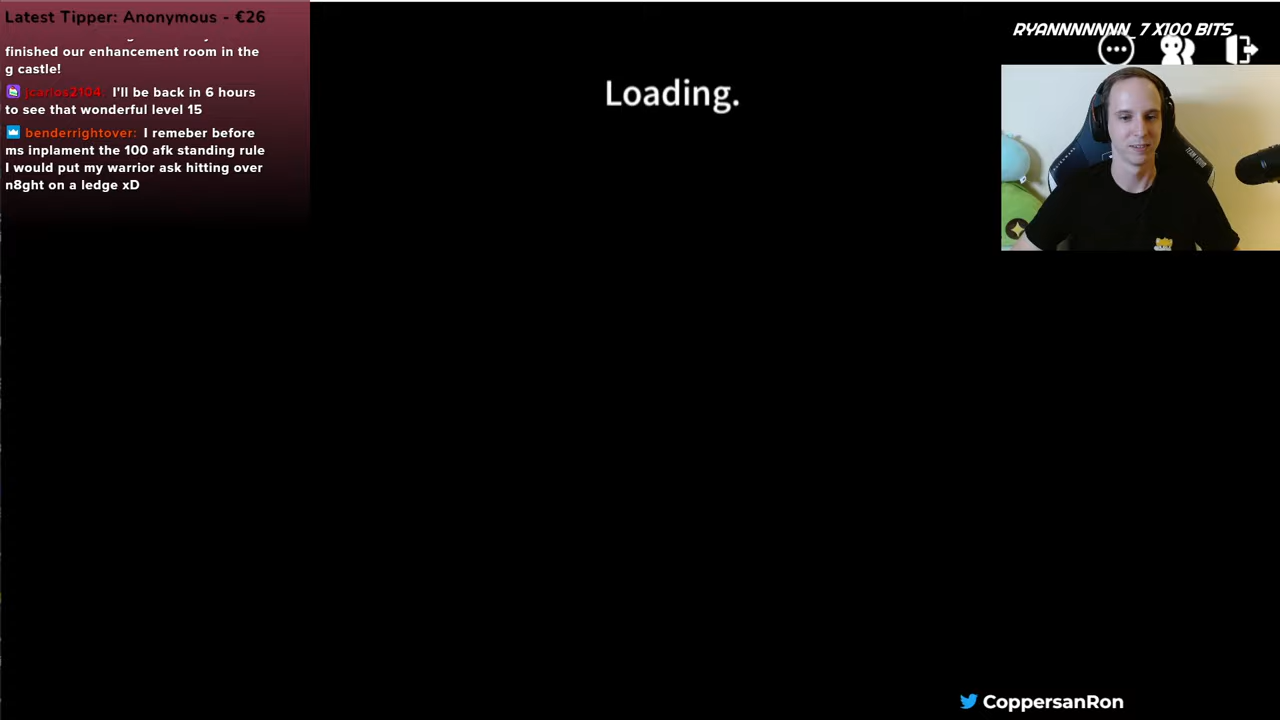 Latest Tipper: Anonymous - €26
finished our enhancement room in the
g castle!
jcarlos2104: I'll be back in 6 hours
to see that wonderful level 15
benderrightover: I remeber before
ms inplament the 100 afk standing rule
I would put my warrior ask hitting over
n8ght on a ledge xD
Loading.
RYANNNNNNN_7 X100 BITS
CoppersanRon